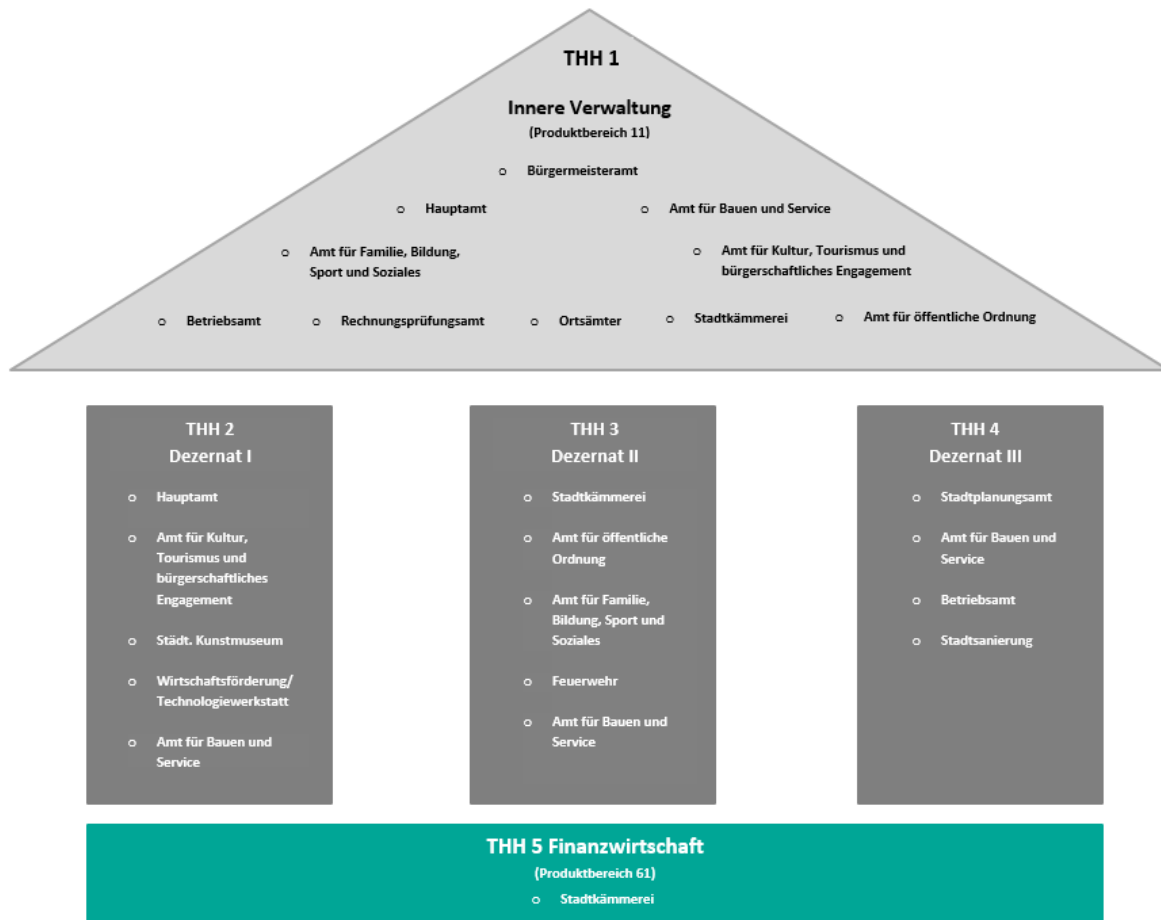 THH 1
Innere Verwaltung
(Produktbereich 11)
o Bürgermeisteramt
o Hauptamt
o Amt für Bauen und Service
o Amt für Familie, Bildung,
Sport und Soziales
o Amt für Kultur, Tourismus und
bürgerschaftliches Engagement
o Betriebsamt
o Rechnungsprüfungsamt
o Ortsämter
o Stadtkämmerei
o Amt für öffentliche Ordnung
THH 2
Dezernat I
o Hauptamt
o Amt für Kultur,
Tourismus und
bürgerschaftliches
Engagement
o Städt. Kunstmuseum
o Wirtschaftsförderung/
Technologiewerkstatt
o Amt für Bauen und
Service
THH 3
Dezernat II
o Stadtkämmerei
o Amt für öffentliche
Ordnung
o Amt für Familie,
Bildung, Sport und
Soziales
o Feuerwehr
o Amt für Bauen und
Service
THH 4
Dezernat III
o Stadtplanungsamt
o Amt für Bauen und
Service
o Betriebsamt
o Stadtsanierung
THH 5 Finanzwirtschaft
(Produktbereich 61)
o Stadtkämmerei